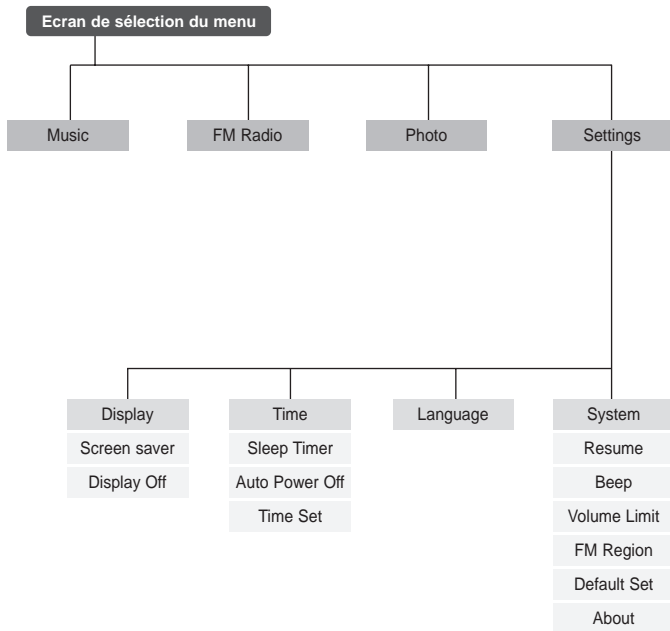 Ecran de sélection du menu
Music
FM Radio
Photo
Settings
Display
Screen saver
Display Off
Time
Sleep Timer
Auto Power Off
Time Set
Language
System
Resume
Beep
Volume Limit
FM Region
Default Set
About